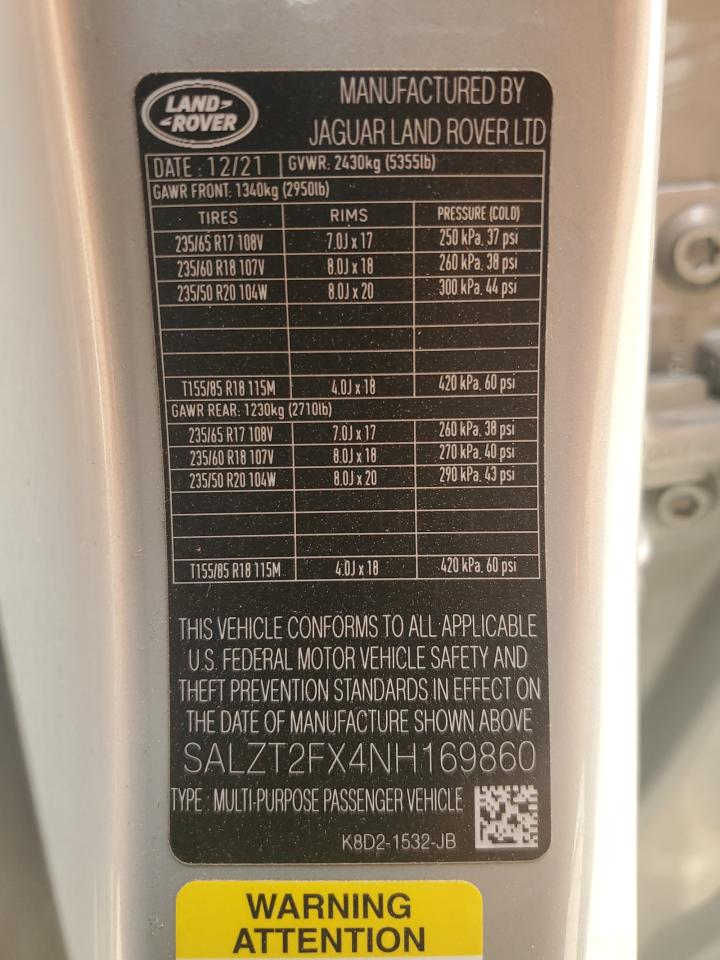 LAND-
-ROVER
MANUFACTURED BY
JAGUAR LAND ROVER LTD
DATE : 12/21 GVWR: 2430kg (5355lb)
GAWR FRONT: 1340kg (2950lb)
TIRES RIMS PRESSURE (COLD)
235/65 R17 108V 7.0J x 17 250 kPa, 37 psi
235/60 R18 107V 8.0J x 18 260 kPa, 38 psi
235/50 R20 104W 8.0J x 20 300 kPa, 44 psi
T155/85 R18 115M 4.0J x 18 420 kPa, 60 psi
GAWR REAR: 1230kg (2710lb)
235/65 R17 108V 7.0J x 17 260 kPa, 38 psi
235/60 R18 107V 8.0J x 18 270 kPa, 40 psi
235/50 R20 104W 8.0J x 20 290 kPa, 43 psi
T155/85 R18 115M 4.0J x 18 420 kPa, 60 psi
THIS VEHICLE CONFORMS TO ALL APPLICABLE
U.S. FEDERAL MOTOR VEHICLE SAFETY AND
THEFT PREVENTION STANDARDS IN EFFECT ON
THE DATE OF MANUFACTURE SHOWN ABOVE
SALZT2FX4NH169860
TYPE : MULTI-PURPOSE PASSENGER VEHICLE
K8D2-1532-JB
WARNING
ATTENTION